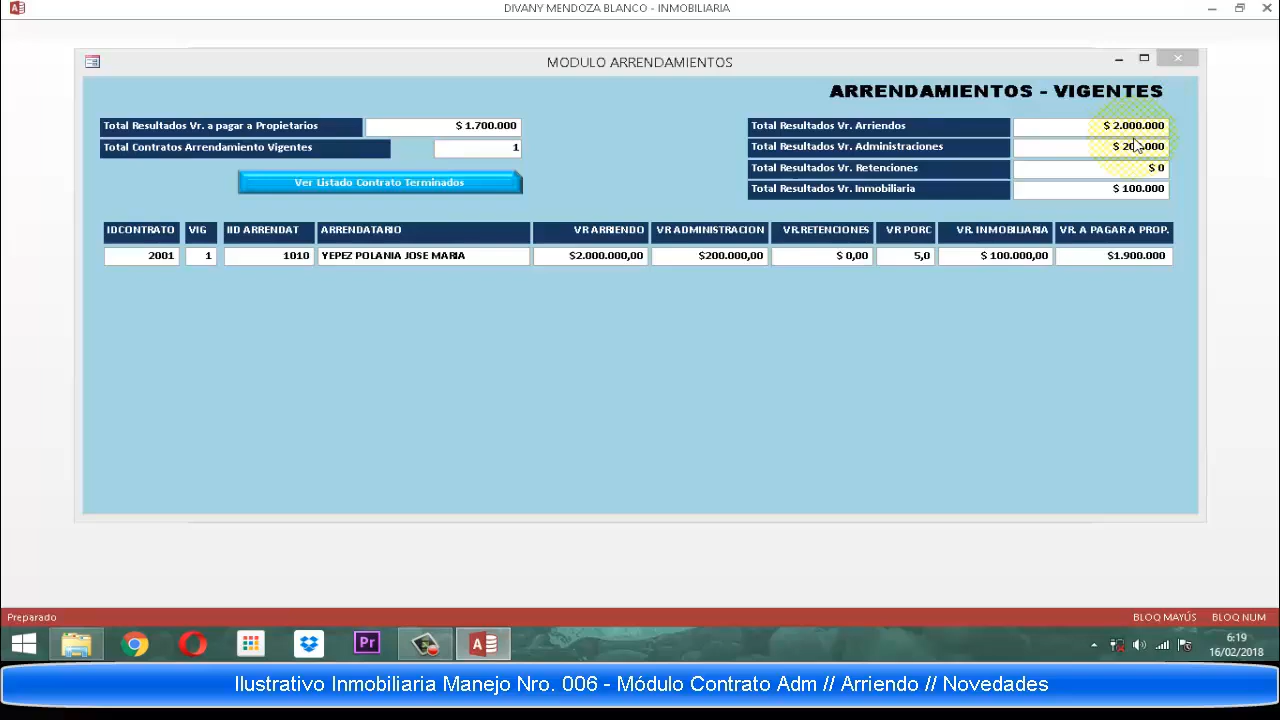 DIVANY MENDOZA BLANCO - INMOBILIARIA
MODULO ARRENDAMIENTOS
ARRENDAMIENTOS - VIGENTES
Total Resultados Vr. a pagar a Propietarios $ 1.700.000
Total Contratos Arrendamiento Vigentes 1
Ver Listado Contrato Terminados
Total Resultados Vr. Arriendos $ 2.000.000
Total Resultados Vr. Administraciones
Total Resultados Vr. Retenciones $ 0
Total Resultados Vr. Inmobiliaria $ 100.000
IDCONTRATO VIG IID ARRENDAT ARRENDATARIO VR ARRIENDO VR ADMINISTRACION VR.RETENCIONES VR PORC VR. INMOBILIARIA VR. A PAGAR A PROP.
2001 1 1010 YEPEZ POLANIA JOSE MARIA $2.000.000,00 $200.000,00 $ 0,00 5,0 $ 100.000,00 $1.900.000
Preparado BLOQ MAYÚS BLOQ NUM
Pr
6:19
16/02/2018
Ilustrativo Inmobiliaria Manejo Nro. 006 - Módulo Contrato Adm // Arriendo // Novedades